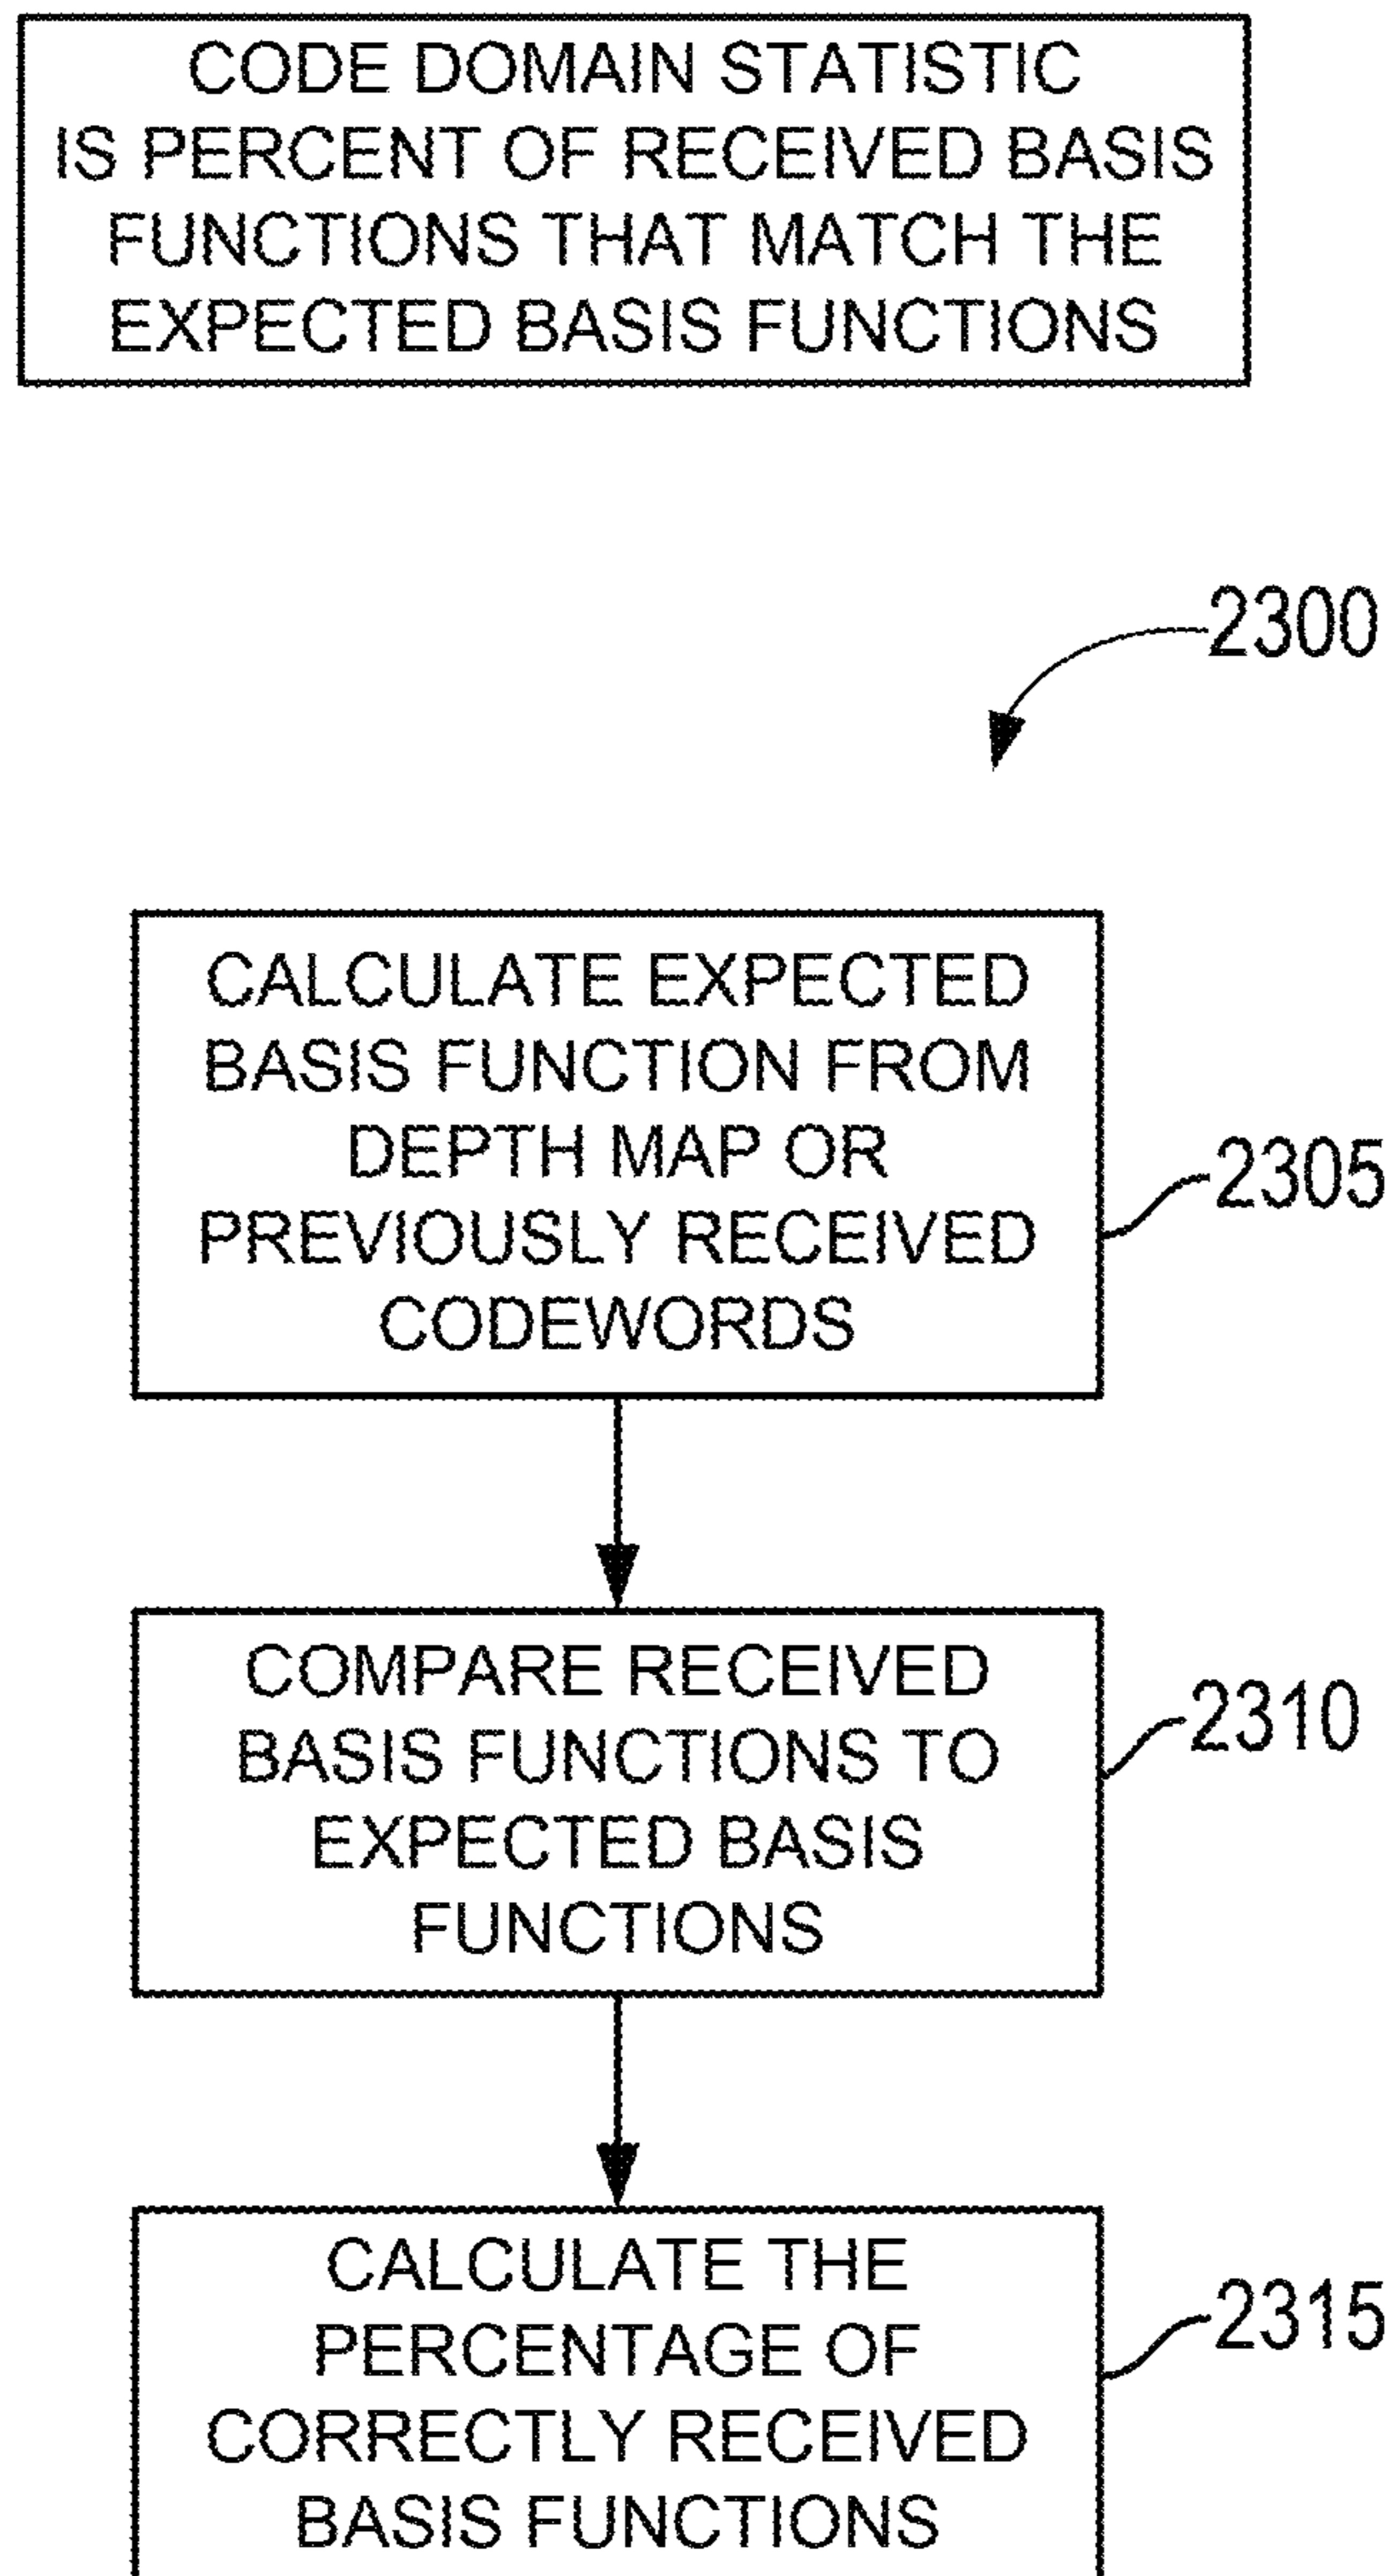 CODE DOMAIN STATISTIC
IS PERCENT OF RECEIVED BASIS
FUNCTIONS THAT MATCH THE
EXPECTED BASIS FUNCTIONS
2300
CALCULATE EXPECTED
BASIS FUNCTION FROM
DEPTH MAP OR
PREVIOUSLY RECEIVED
CODEWORDS
2305
COMPARE RECEIVED
BASIS FUNCTIONS TO
EXPECTED BASIS
FUNCTIONS
2310
CALCULATE THE
PERCENTAGE OF
CORRECTLY RECEIVED
BASIS FUNCTIONS
2315